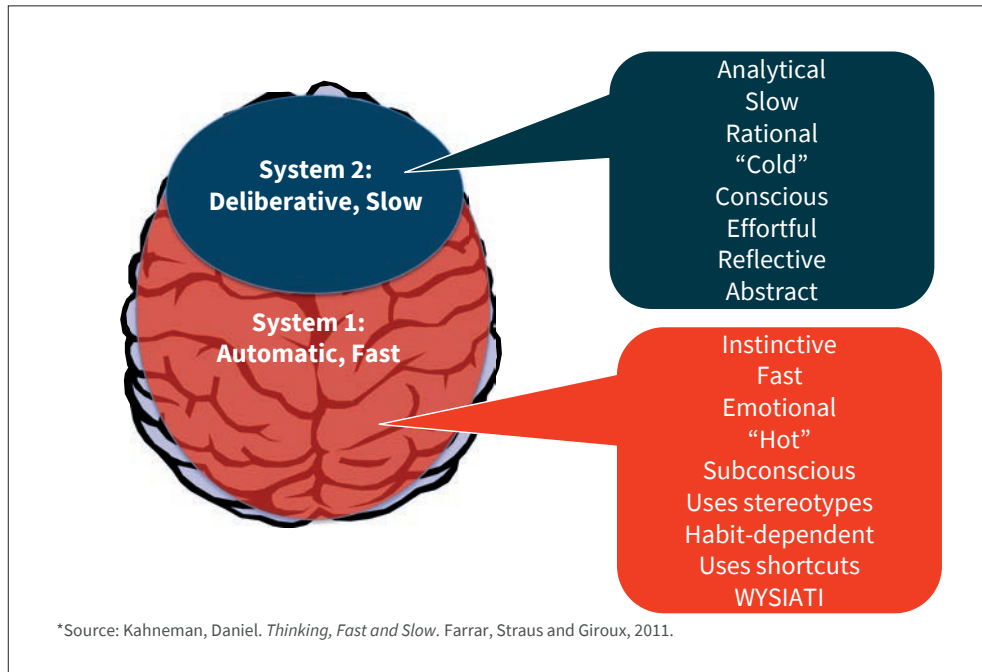 System 2:
Deliberative, Slow
Analytical
Slow
Rational
“Cold”
Conscious
Effortful
Reflective
Abstract
System 1:
Automatic, Fast
Instinctive
Fast
Emotional
“Hot”
Subconscious
Uses stereotypes
Habit-dependent
Uses shortcuts
WYSIATI
*Source: Kahneman, Daniel. Thinking, Fast and Slow. Farrar, Straus and Giroux, 2011.